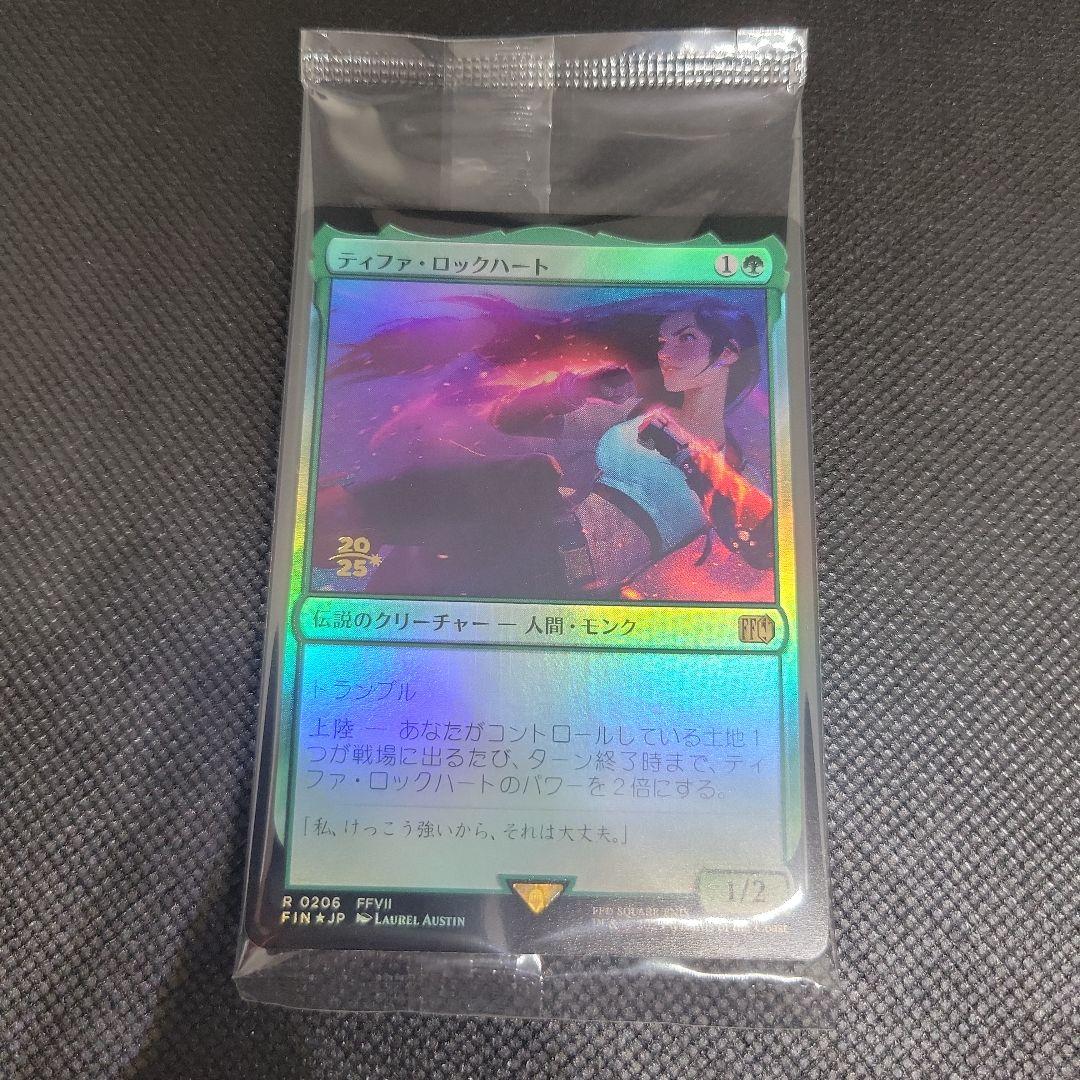 ティファ・ロックハート 1
20
25
伝説のクリーチャー — 人間・モンク
トランプル
上陸 — あなたがコントロールしている土地1
つが戦場に出るたび、ターン終了時まで、ティ
ファ・ロックハートのパワーを2倍にする。
「私、けっこう強いから、それは大丈夫。」
1/2
R 0206 FFVII
FIN★JP LAUREL AUSTIN
SQUARE
Coast